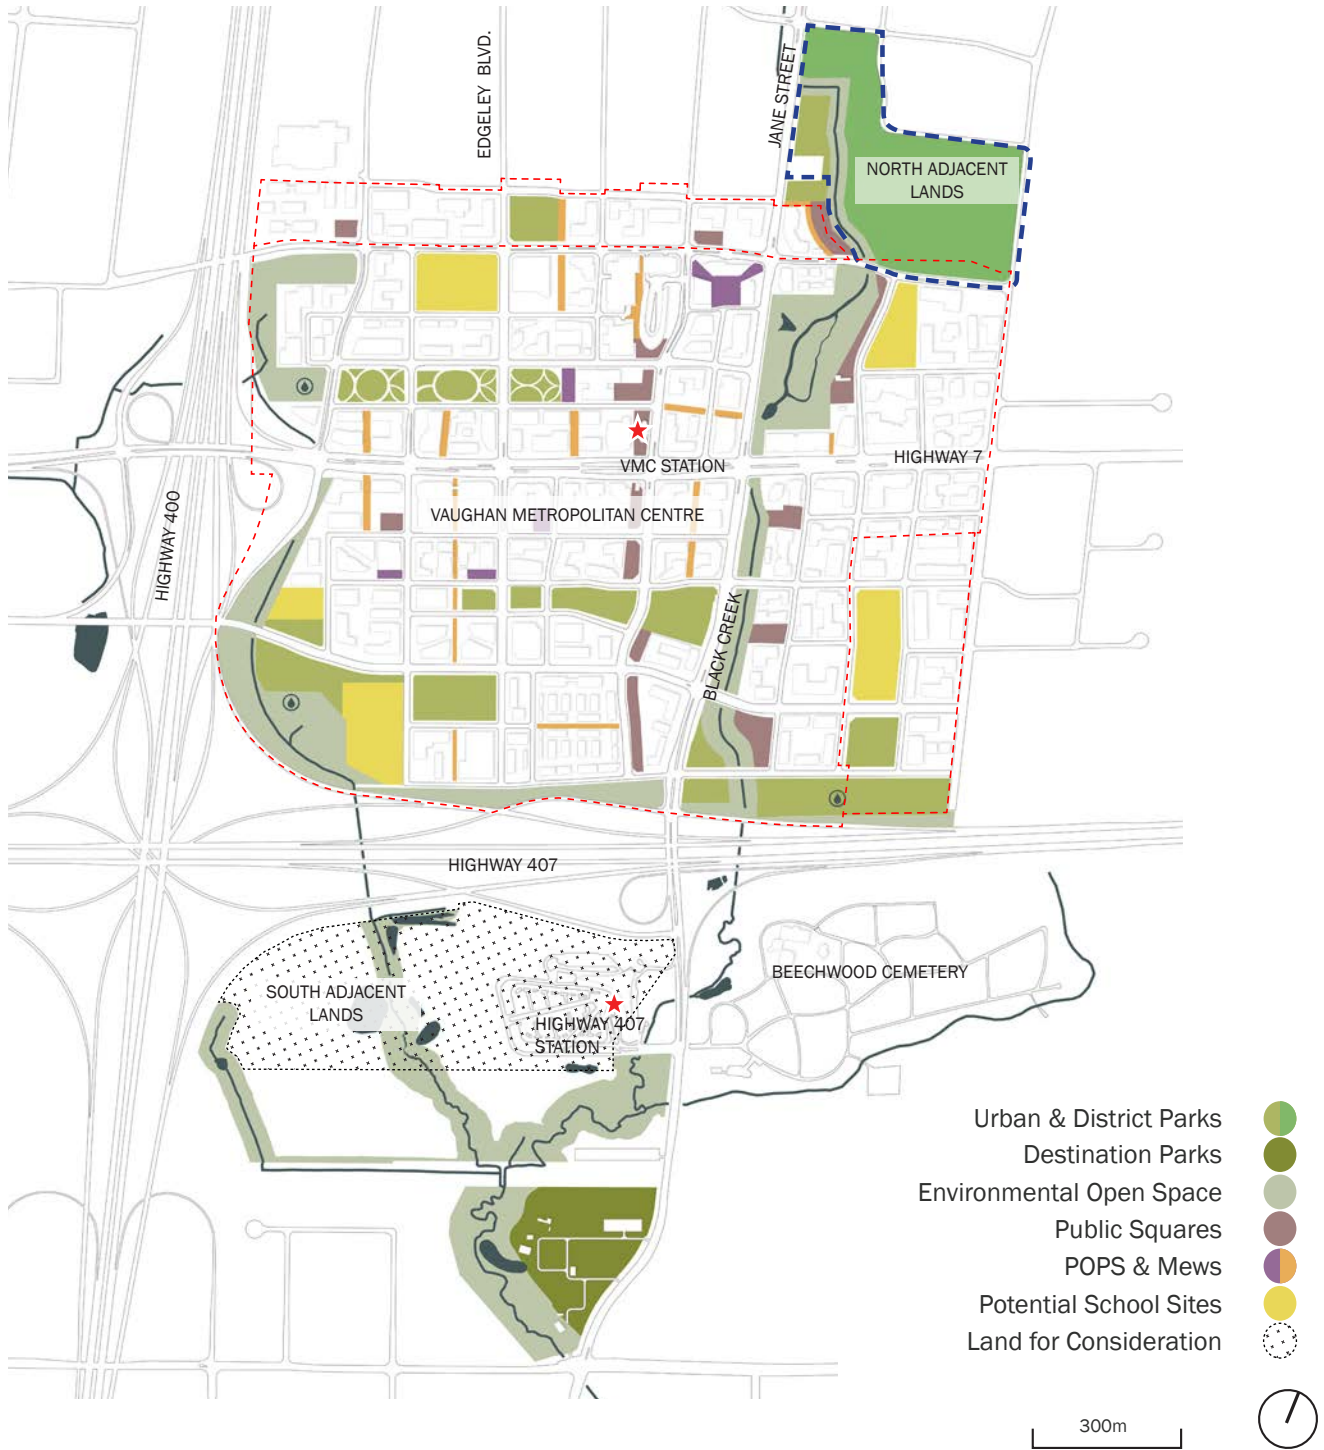 EDGELEY BLVD.
JANE STREET
NORTH ADJACENT
LANDS
VMC STATION
HIGHWAY 7
VAUGHAN METROPOLITAN CENTRE
HIGHWAY 400
BLACK CREEK
HIGHWAY 407
BEECHWOOD CEMETERY
SOUTH ADJACENT
LANDS
HIGHWAY 407
STATION
Urban & District Parks
Destination Parks
Environmental Open Space
Public Squares
POPS & Mews
Potential School Sites
Land for Consideration
300m